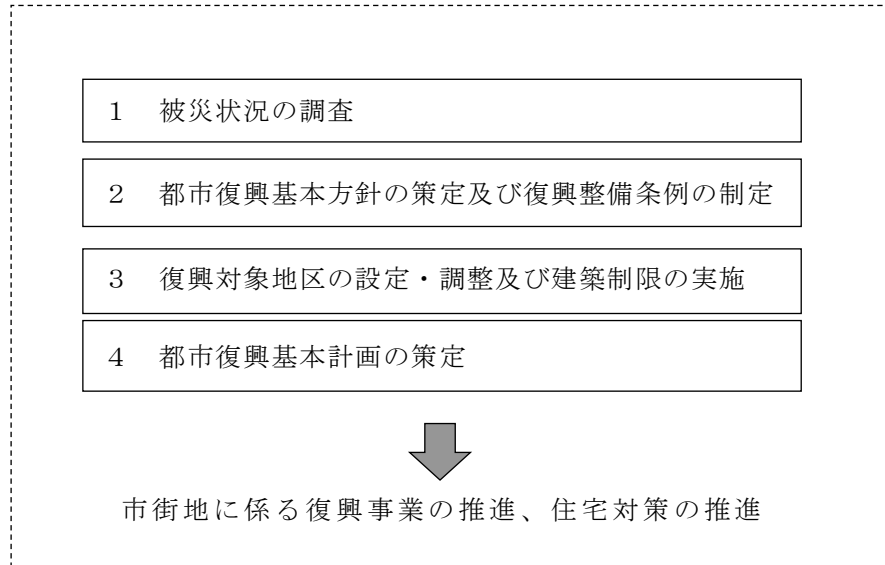 １　被災状況の調査
２　都市復興基本方針の策定及び復興整備条例の制定
３　復興対象地区の設定・調整及び建築制限の実施
４　都市復興基本計画の策定
市街地に係る復興事業の推進、住宅対策の推進